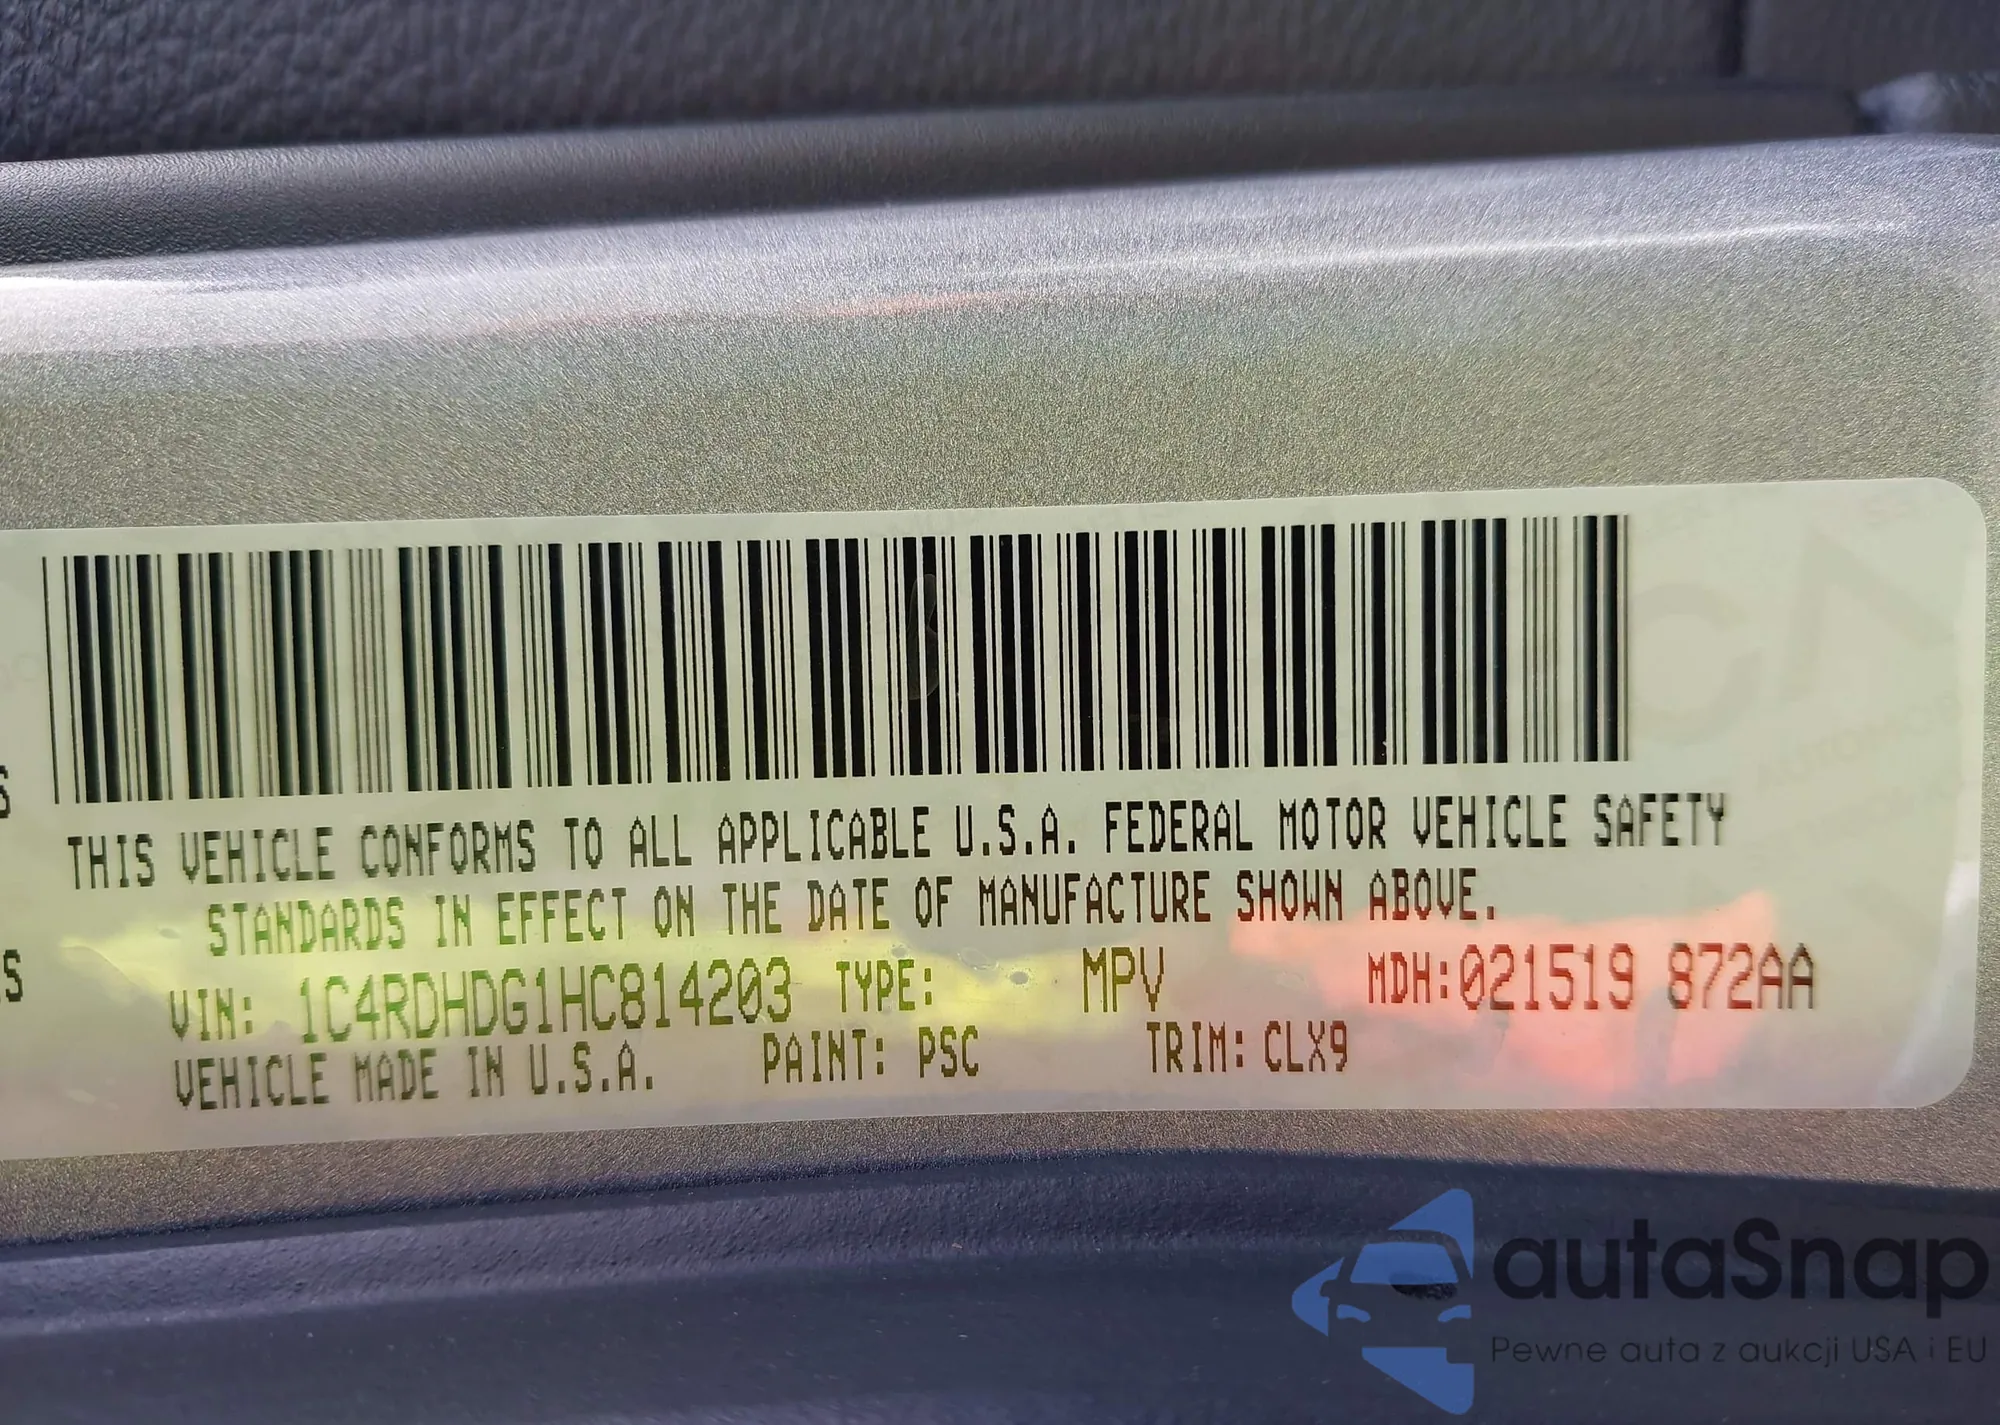 S
THIS VEHICLE CONFORMS TO ALL APPLICABLE U.S.A. FEDERAL MOTOR VEHICLE SAFETY
STANDARDS IN EFFECT ON THE DATE OF MANUFACTURE SHOWN ABOVE.
VIN: 1C4RDHDG1HC814203 TYPE: MPV MDH:021519 872AA
VEHICLE MADE IN U.S.A. PAINT: PSC TRIM: CLX9
autaSnap
Pewne auta z aukcji USA i EU